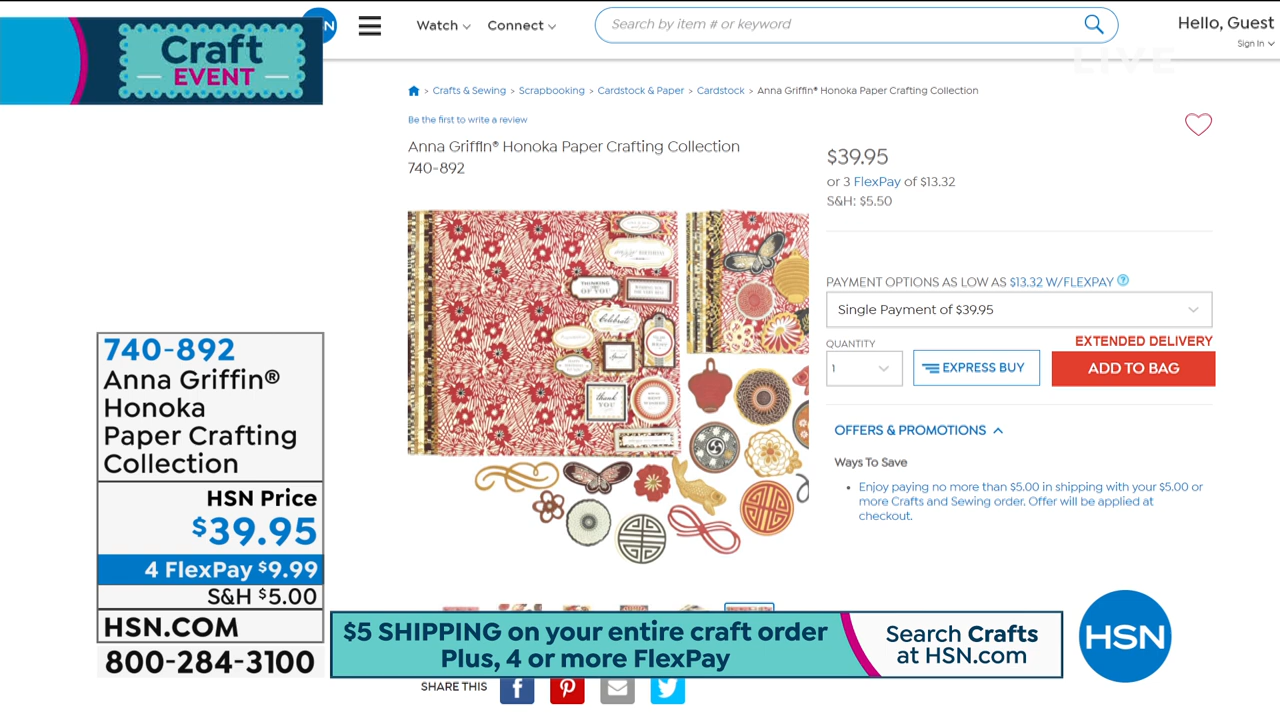 Craft
EVENT
N
Watch
Connect
Search by item # or keyword
Hello, Guest
Sign In
LIVE
> Crafts & Sewing > Scrapbooking > Cardstock & Paper > Cardstock > Anna Griffin® Honoka Paper Crafting Collection
Be the first to write a review
Anna Griffin® Honoka Paper Crafting Collection
740-892
$39.95
or 3 FlexPay of $13.32
S&H: $5.50
THINKING
OF YOU
Celebrate
thank
YOU
PAYMENT OPTIONS AS LOW AS $13.32 W/FLEXPAY ?
Single Payment of $39.95
EXTENDED DELIVERY
QUANTITY
1
EXPRESS BUY
ADD TO BAG
OFFERS & PROMOTIONS
Ways To Save
• Enjoy paying no more than $5.00 in shipping with your $5.00 or
more Crafts and Sewing order. Offer will be applied at
checkout.
740-892
Anna Griffin®
Honoka
Paper Crafting
Collection
HSN Price
$39.95
4 FlexPay $9.99
S&H $5.00
HSN.COM
800-284-3100
$5 SHIPPING on your entire craft order
Plus, 4 or more FlexPay
Search Crafts
at HSN.com
HSN
SHARE THIS